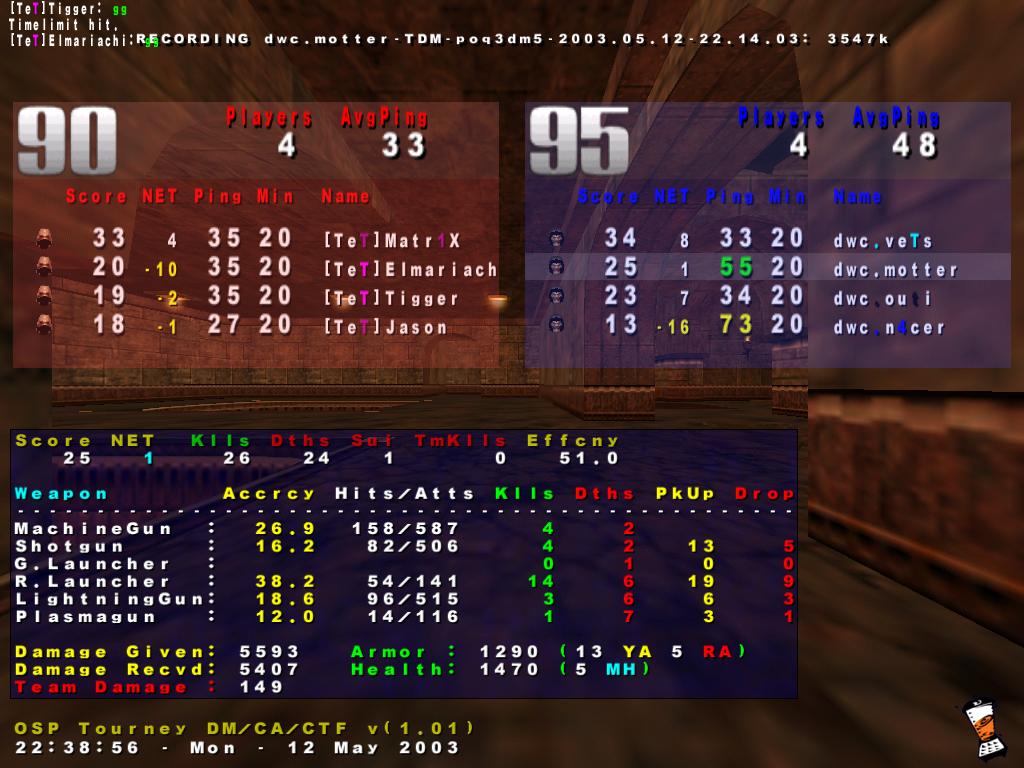 [TeT]Tigger: gg
Timelimit hit.
[TeT]Elmariachi: gg
RECORDING dwc.motter-TDM-poq3dm5-2003.05.12-22.14.03: 3547k
90 Players AvgPing
4 33
Score NET Ping Min Name
33 4 35 20 [TeT]Matr1X
20 -10 35 20 [TeT]Elmariach
19 -2 35 20 [TeT]Tigger
18 -1 27 20 [TeT]Jason
95 Players AvgPing
4 48
Score NET Ping Min Name
34 8 33 20 dwc.veTs
25 1 55 20 dwc.motter
23 7 34 20 dwc.outi
13 -16 73 20 dwc.n4cer
Score NET Klls Dths Sui TmKlls Effcny
25 1 26 24 1 0 51.0
Weapon Accrcy Hits/Atts Klls Dths PkUp Drop
MachineGun : 26.9 158/587 4 2
Shotgun : 16.2 82/506 4 2 13 5
G.Launcher : 0 1 0 0
R.Launcher : 38.2 54/141 14 6 19 9
LightningGun: 18.6 96/515 3 6 6 3
Plasmagun : 12.0 14/116 1 7 3 1
Damage Given: 5593 Armor : 1290 (13 YA 5 RA)
Damage Recvd: 5407 Health: 1470 (5 MH)
Team Damage : 149
OSP Tourney DM/CA/CTF v(1.01)
22:38:56 - Mon - 12 May 2003